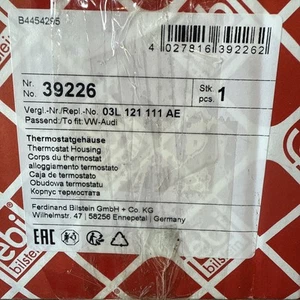 B4454295
4 027816 392262
Nr.
No. 39226
Stk.
pcs. 1
Vergl.-Nr./Repl.-No. 03L 121 111 AE
Passend:/To fit: VW-Audi
Thermostatgehäuse
Thermostat Housing
Corps du thermostat
alloggiamento termostato
Caja de termostato
Obudowa termostatu
Корпус термостата
Ferdinand Bilstein GmbH + Co. KG
Wilhelmstr. 47 | 58256 Ennepetal | Germany
EAC
febi
bilstein